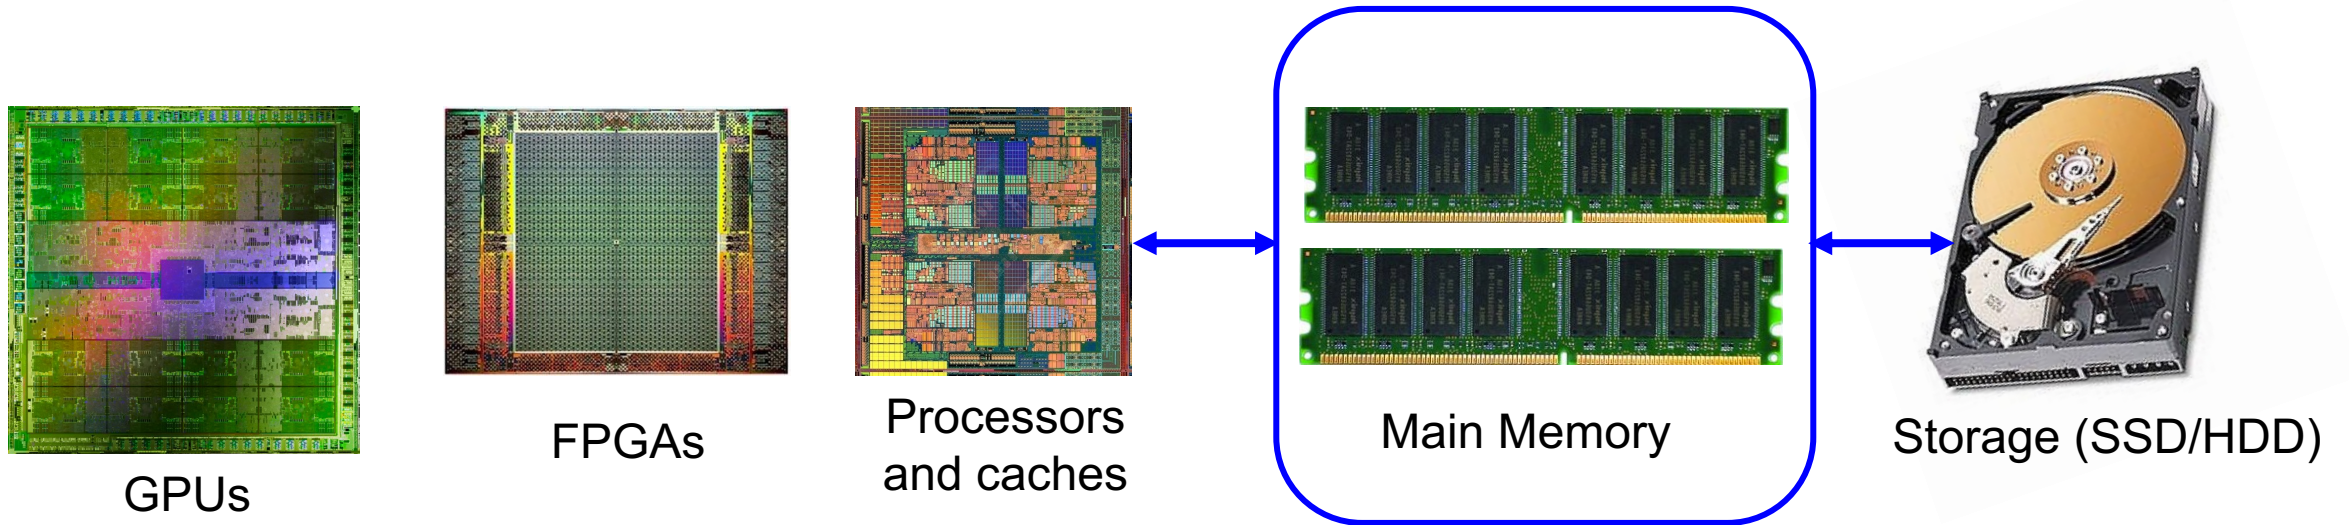 GPUs
FPGAs
Processors
and caches
Main Memory
Storage (SSD/HDD)